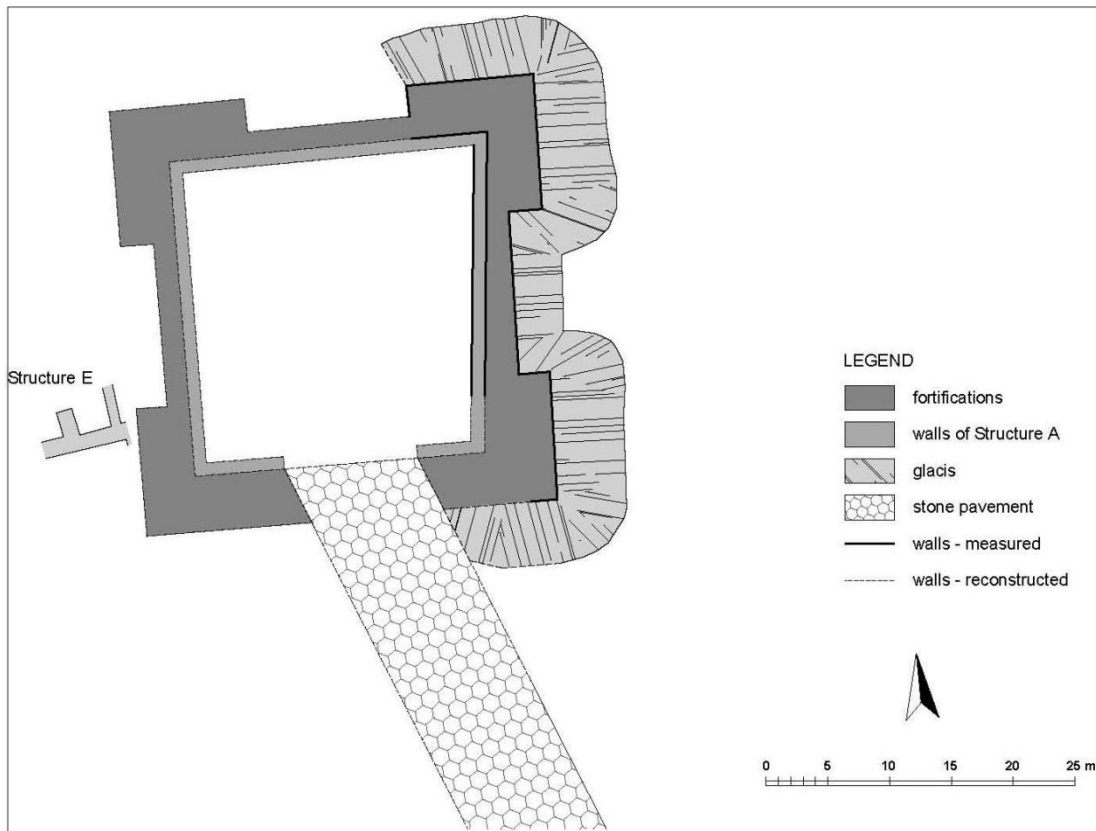 Structure E
LEGEND
fortifications
walls of Structure A
glacis
stone pavement
walls - measured
walls - reconstructed
0 5 10 15 20 25 m